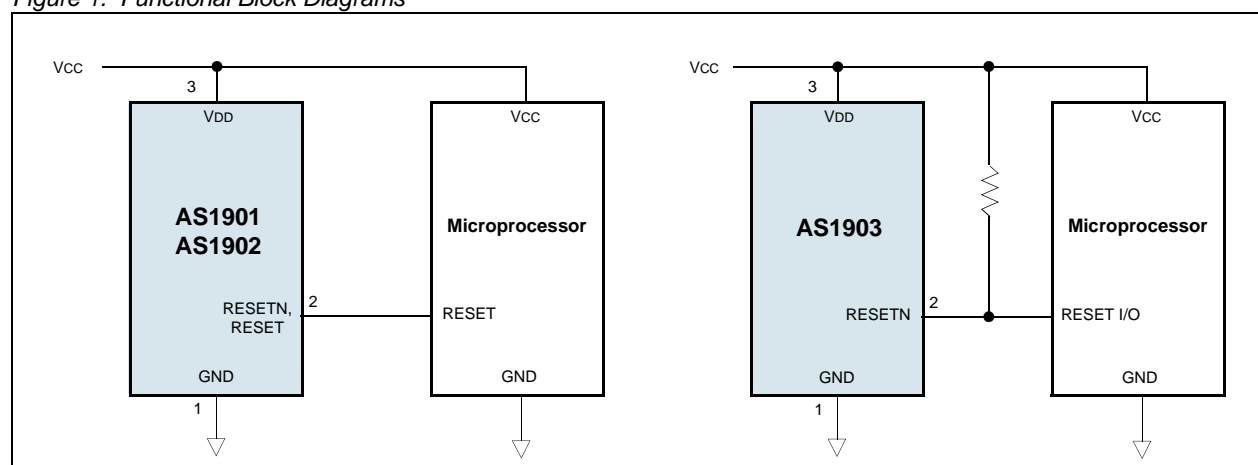 Figure 1. Functional Block Diagrams
VCC
3
VDD
AS1901
AS1902
RESETN,
RESET
2
GND
1
VCC
Microprocessor
RESET
GND
VCC
3
VDD
AS1903
RESETN
2
GND
1
VCC
Microprocessor
RESET I/O
GND